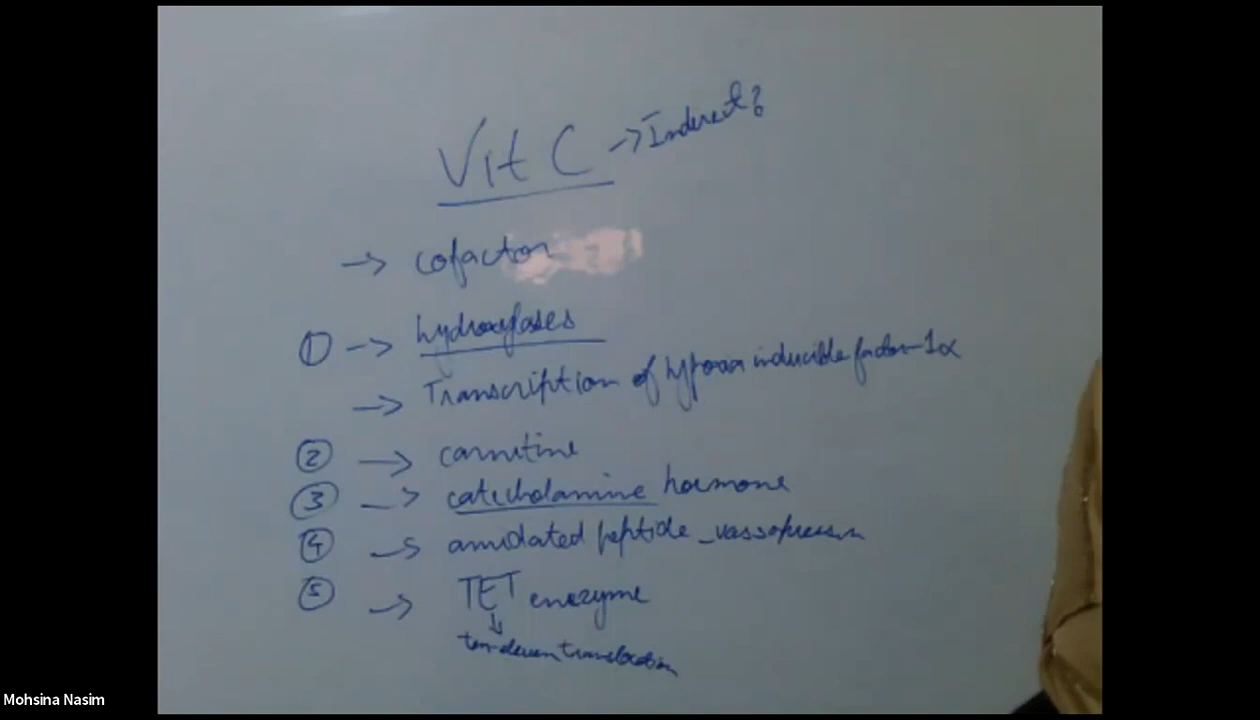 Vit C → Indirect?
→ cofactor
① → hydroxylases
→ Transcription of hypoxia inducible factor-1α
② → carnitine
③ → catecholamine hormone
④ → amidated peptide - vassopressin
⑤ → TET enzyme
↓
ten-eleven translocation
Mohsina Nasim